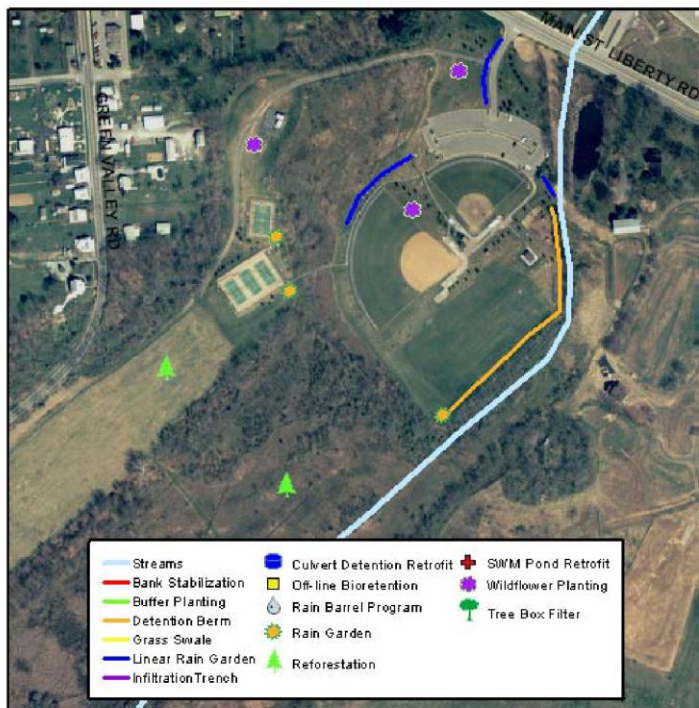 MAIN ST LIBERTY RD
GREEN VALLEY RD
Streams
Bank Stabilization
Buffer Planting
Detention Berm
Grass Swale
Linear Rain Garden
Infiltration Trench
Culvert Detention Retrofit
Off-line Bioretention
Rain Barrel Program
Rain Garden
Reforestation
SWM Pond Retrofit
Wildflower Planting
Tree Box Filter